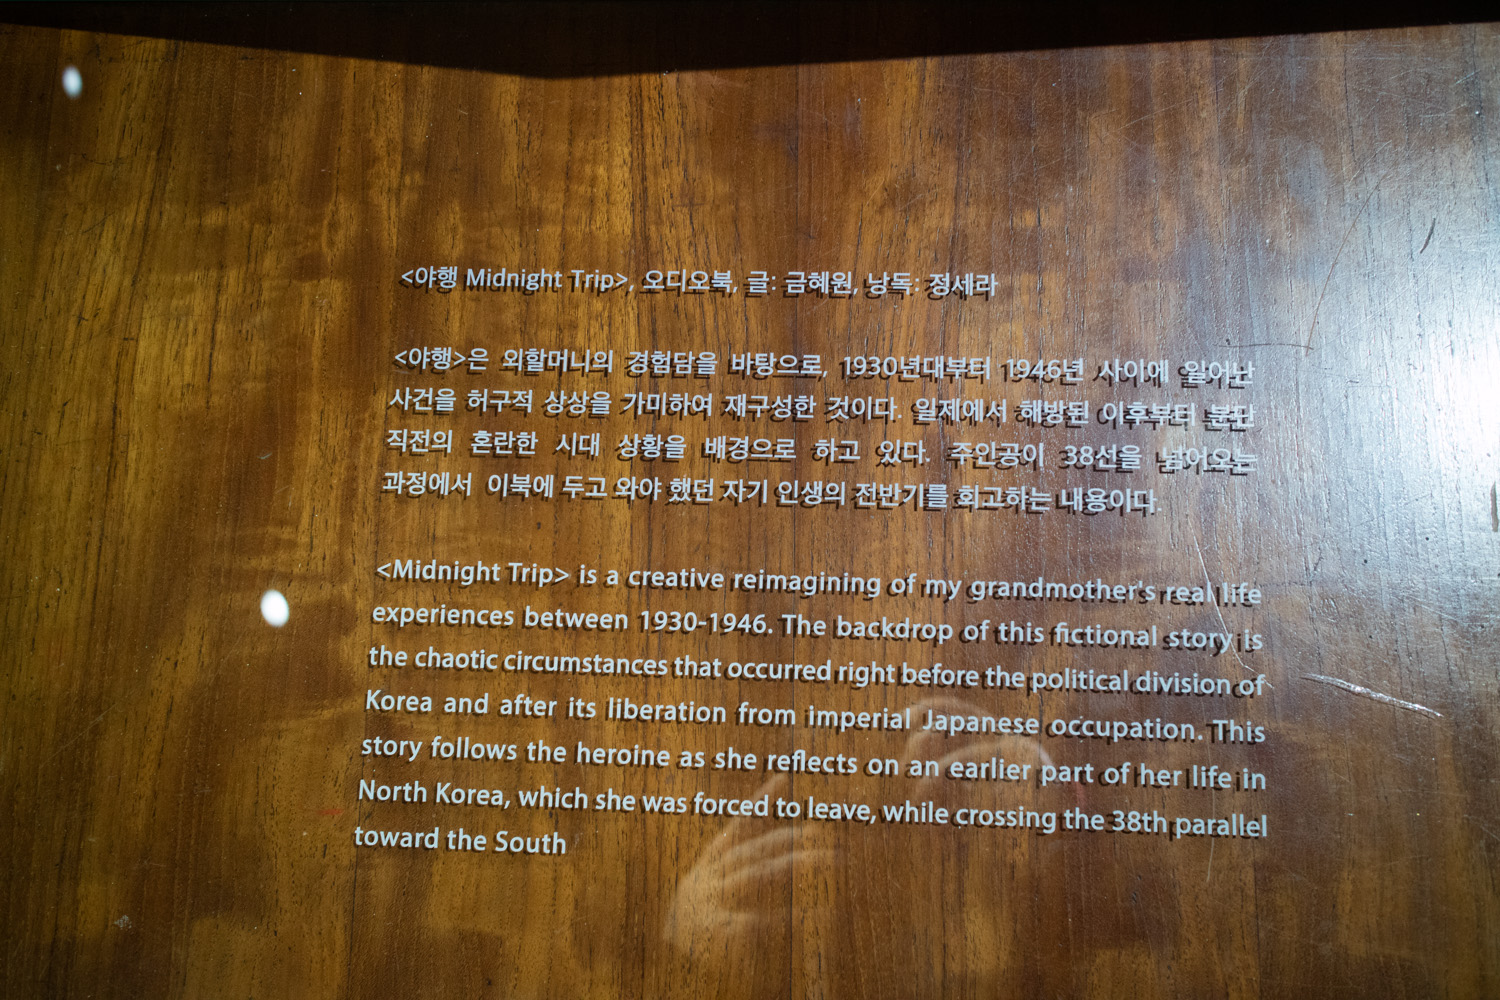 <야행 Midnight Trip>, 오디오북, 글: 금혜원, 낭독: 정세라
<야행>은 외할머니의 경험담을 바탕으로, 1930년대부터 1946년 사이에 일어난
사건을 허구적 상상을 가미하여 재구성한 것이다. 일제에서 해방된 이후부터 분단
직전의 혼란한 시대 상황을 배경으로 하고 있다. 주인공이 38선을 넘어오는
과정에서 이북에 두고 와야 했던 자기 인생의 전반기를 회고하는 내용이다.
<Midnight Trip> is a creative reimagining of my grandmother's real life
experiences between 1930-1946. The backdrop of this fictional story is
the chaotic circumstances that occurred right before the political division of
Korea and after its liberation from imperial Japanese occupation. This
story follows the heroine as she reflects on an earlier part of her life in
North Korea, which she was forced to leave, while crossing the 38th parallel
toward the South